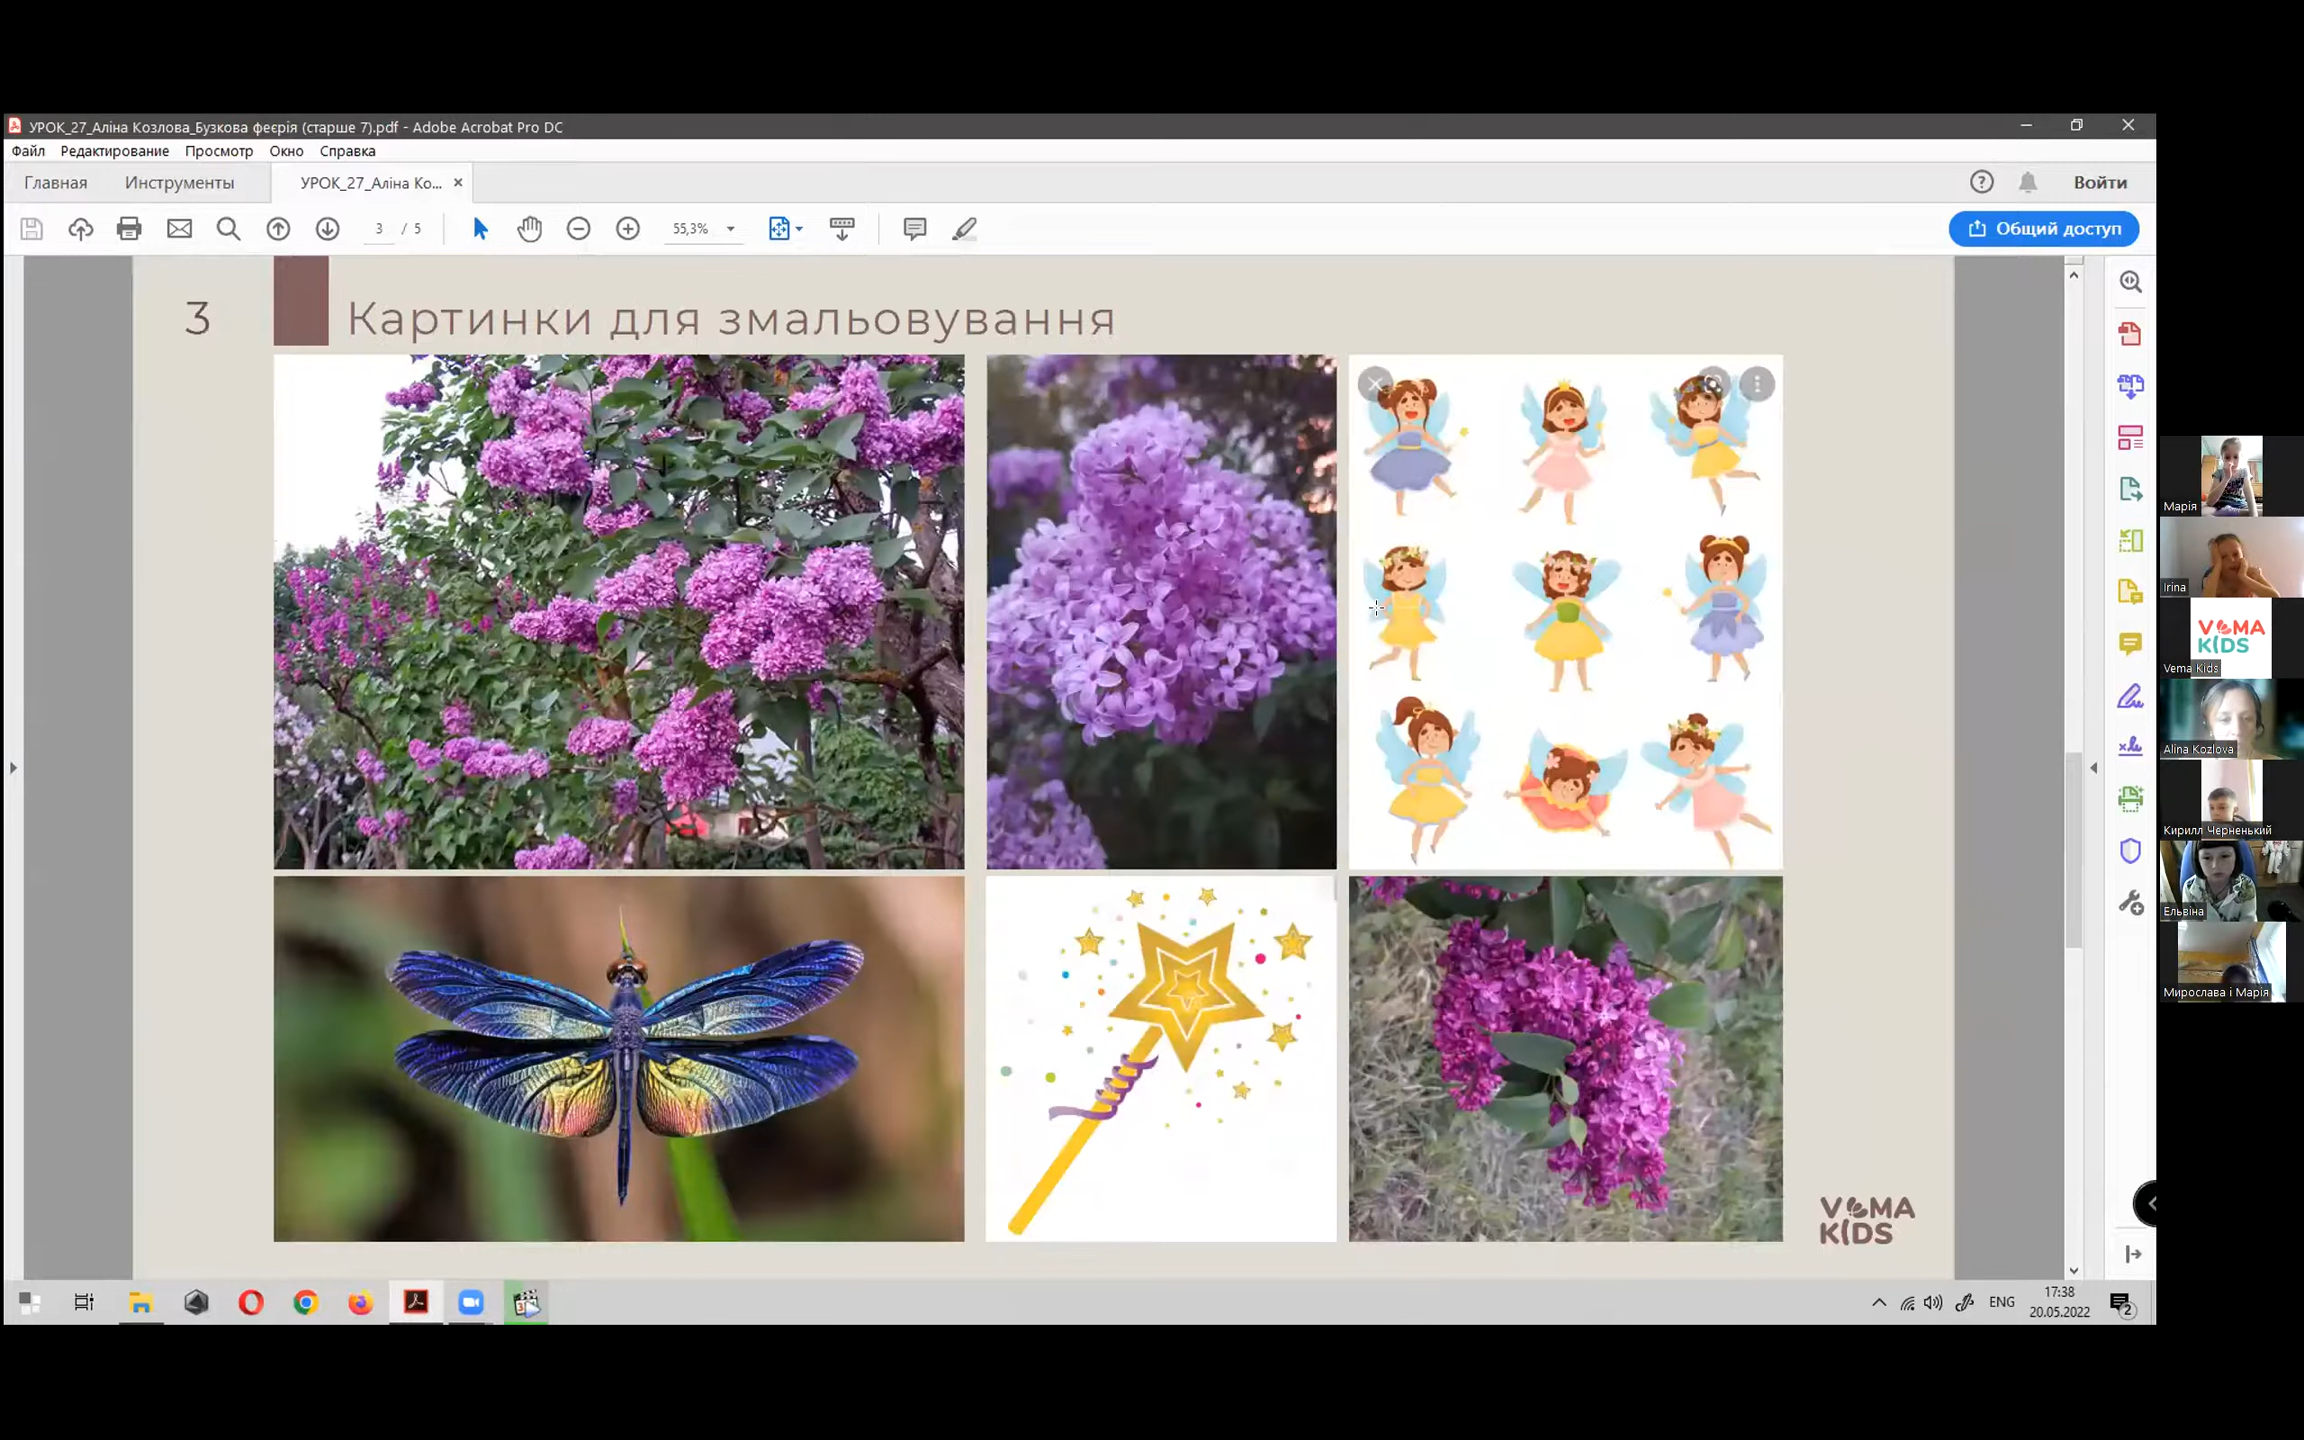 УРОК_27_Аліна Козлова_Бузкова феєрія (старше 7).pdf - Adobe Acrobat Pro DC
Файл Редактирование Просмотр Окно Справка
Главная Инструменты УРОК_27_Аліна Ко... Войти
3 / 5 55,3% Общий доступ
3 Картинки для змальовування
VEMA
KIDS
Марія
Irina
VEMA
KIDS
Vema Kids
Alina Kozlova
Кирилл Черненький
Ельвіна
Мирослава і Марія
ENG
17:38
20.05.2022
2